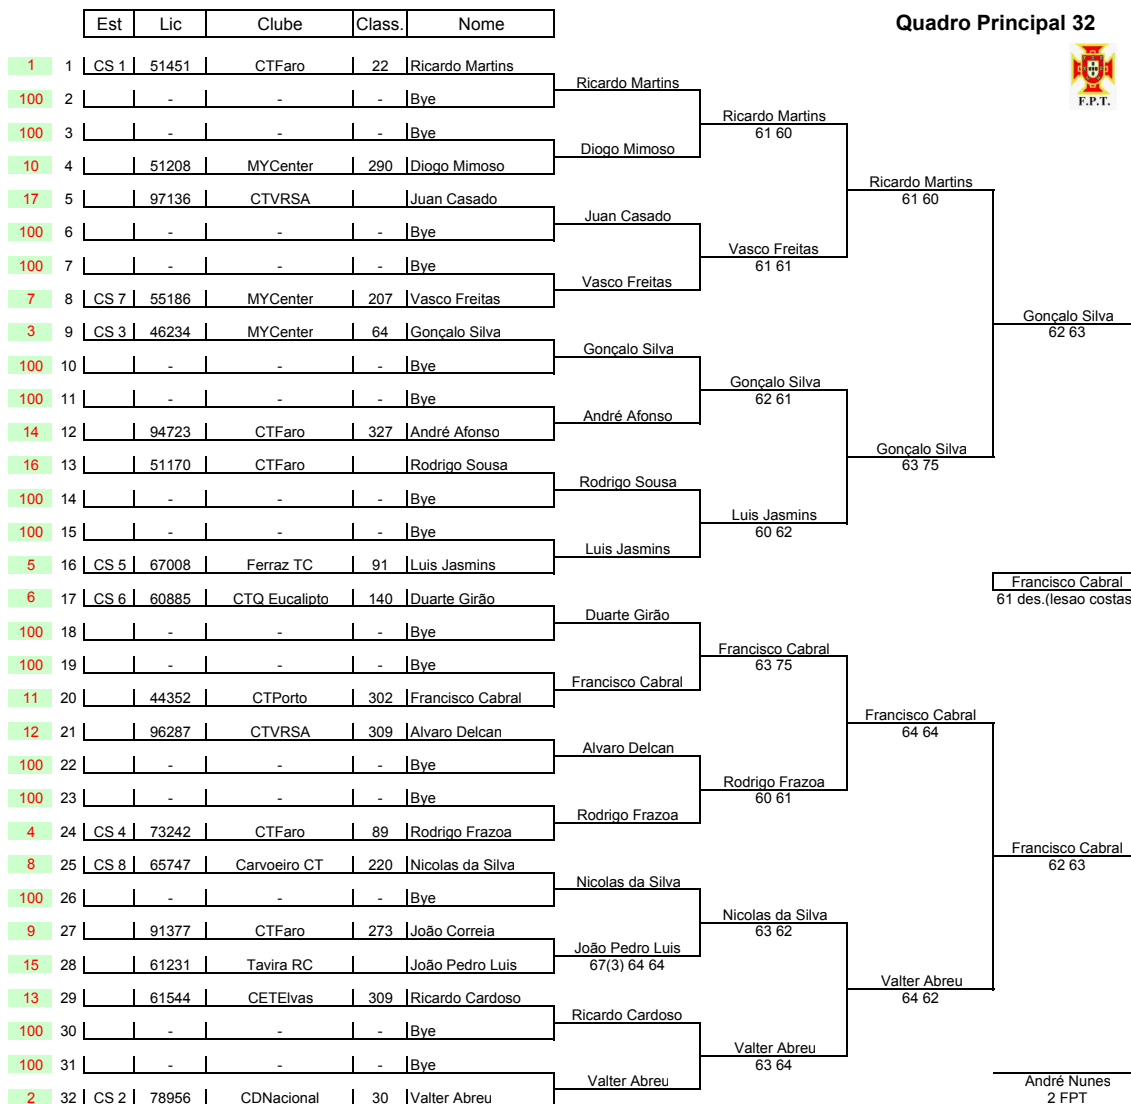 Est Lic Clube Class. Nome
Quadro Principal 32
F.P.T.
1 1 CS 1 51451 CTFaro 22 Ricardo Martins
Ricardo Martins
100 2 - - - Bye
Ricardo Martins
61 60
100 3 - - - Bye
Diogo Mimoso
10 4 51208 MYCenter 290 Diogo Mimoso
Ricardo Martins
61 60
17 5 97136 CTVRSA Juan Casado
Juan Casado
100 6 - - - Bye
Vasco Freitas
61 61
100 7 - - - Bye
Vasco Freitas
7 8 CS 7 55186 MYCenter 207 Vasco Freitas
Gonçalo Silva
62 63
3 9 CS 3 46234 MYCenter 64 Gonçalo Silva
Gonçalo Silva
100 10 - - - Bye
Gonçalo Silva
62 61
100 11 - - - Bye
André Afonso
14 12 94723 CTFaro 327 André Afonso
Gonçalo Silva
63 75
16 13 51170 CTFaro Rodrigo Sousa
Rodrigo Sousa
100 14 - - - Bye
Luis Jasmins
60 62
100 15 - - - Bye
Luis Jasmins
5 16 CS 5 67008 Ferraz TC 91 Luis Jasmins
Francisco Cabral
61 des.(lesao costas
6 17 CS 6 60885 CTQ Eucalipto 140 Duarte Girão
Duarte Girão
100 18 - - - Bye
Francisco Cabral
63 75
100 19 - - - Bye
Francisco Cabral
11 20 44352 CTPorto 302 Francisco Cabral
Francisco Cabral
64 64
12 21 96287 CTVRSA 309 Alvaro Delcan
Alvaro Delcan
100 22 - - - Bye
Rodrigo Frazoa
60 61
100 23 - - - Bye
Rodrigo Frazoa
4 24 CS 4 73242 CTFaro 89 Rodrigo Frazoa
Francisco Cabral
62 63
8 25 CS 8 65747 Carvoeiro CT 220 Nicolas da Silva
Nicolas da Silva
100 26 - - - Bye
Nicolas da Silva
63 62
9 27 91377 CTFaro 273 João Correia
João Pedro Luis
67(3) 64 64
15 28 61231 Tavira RC João Pedro Luis
Valter Abreu
64 62
13 29 61544 CETElvas 309 Ricardo Cardoso
Ricardo Cardoso
100 30 - - - Bye
Valter Abreu
63 64
100 31 - - - Bye
Valter Abreu
2 32 CS 2 78956 CDNacional 30 Valter Abreu
André Nunes
2 FPT